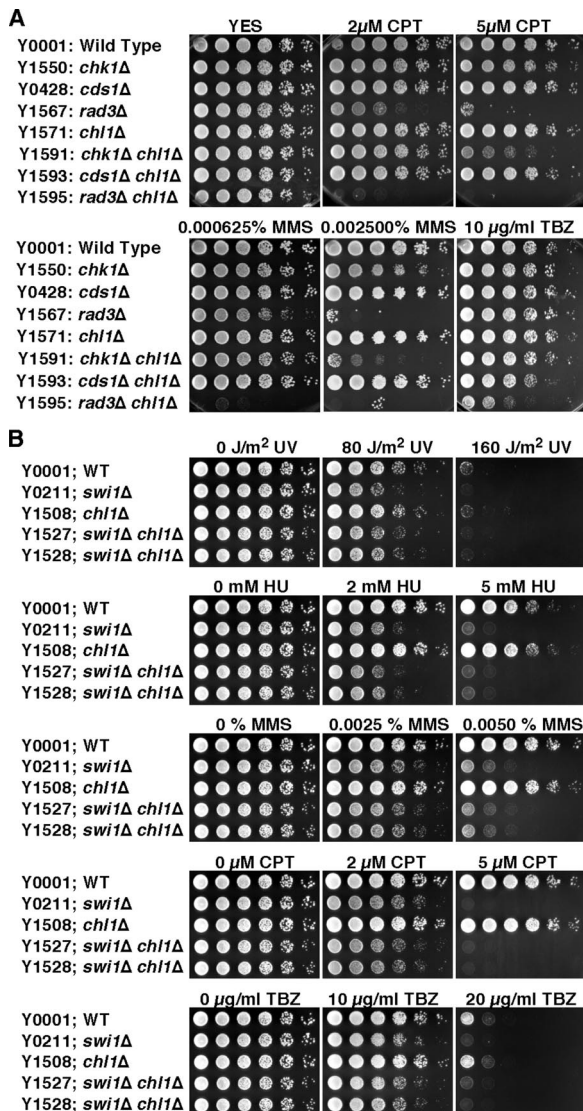 A
YES 2µM CPT 5µM CPT
Y0001: Wild Type
Y1550: chk1Δ
Y0428: cds1Δ
Y1567: rad3Δ
Y1571: chl1Δ
Y1591: chk1Δ chl1Δ
Y1593: cds1Δ chl1Δ
Y1595: rad3Δ chl1Δ
0.000625% MMS 0.002500% MMS 10 µg/ml TBZ
Y0001: Wild Type
Y1550: chk1Δ
Y0428: cds1Δ
Y1567: rad3Δ
Y1571: chl1Δ
Y1591: chk1Δ chl1Δ
Y1593: cds1Δ chl1Δ
Y1595: rad3Δ chl1Δ
B
0 J/m² UV 80 J/m² UV 160 J/m² UV
Y0001; WT
Y0211; swi1Δ
Y1508; chl1Δ
Y1527; swi1Δ chl1Δ
Y1528; swi1Δ chl1Δ
0 mM HU 2 mM HU 5 mM HU
Y0001; WT
Y0211; swi1Δ
Y1508; chl1Δ
Y1527; swi1Δ chl1Δ
Y1528; swi1Δ chl1Δ
0 % MMS 0.0025 % MMS 0.0050 % MMS
Y0001; WT
Y0211; swi1Δ
Y1508; chl1Δ
Y1527; swi1Δ chl1Δ
Y1528; swi1Δ chl1Δ
0 µM CPT 2 µM CPT 5 µM CPT
Y0001; WT
Y0211; swi1Δ
Y1508; chl1Δ
Y1527; swi1Δ chl1Δ
Y1528; swi1Δ chl1Δ
0 µg/ml TBZ 10 µg/ml TBZ 20 µg/ml TBZ
Y0001; WT
Y0211; swi1Δ
Y1508; chl1Δ
Y1527; swi1Δ chl1Δ
Y1528; swi1Δ chl1Δ